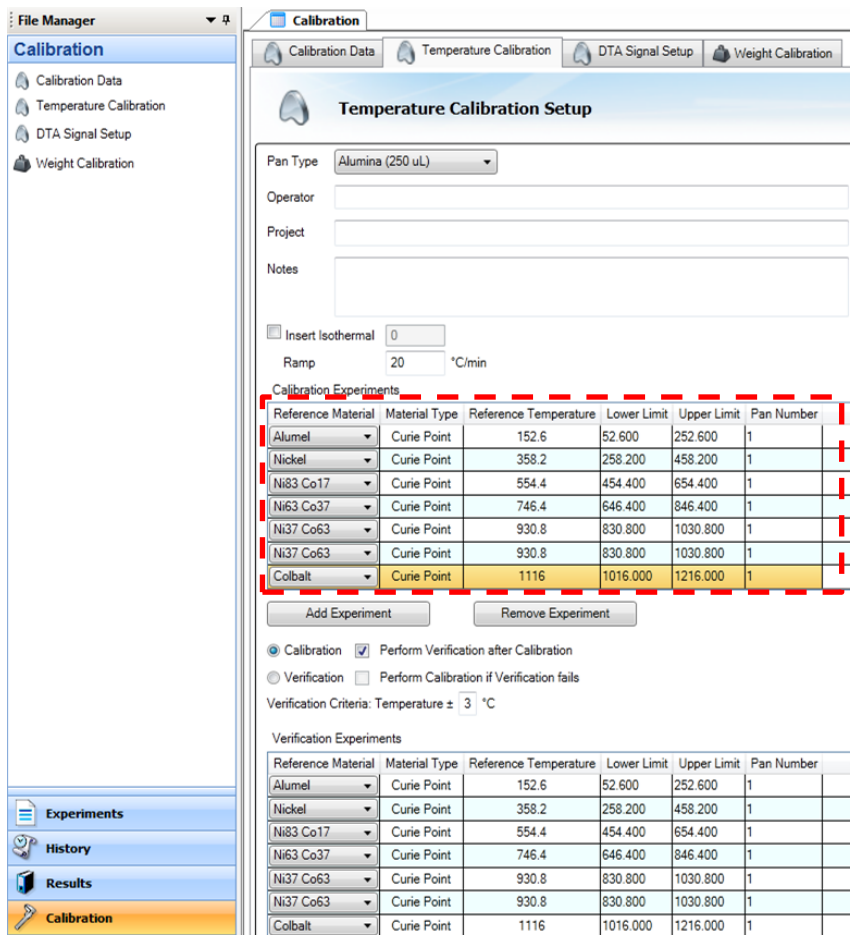 File Manager
Calibration
Calibration Data
Temperature Calibration
DTA Signal Setup
Weight Calibration
Experiments
History
Results
Calibration
Calibration
Calibration Data Temperature Calibration DTA Signal Setup Weight Calibration
Temperature Calibration Setup
Pan Type Alumina (250 uL)
Operator
Project
Notes
Insert Isothermal 0
Ramp 20 °C/min
Calibration Experiments
Reference Material Material Type Reference Temperature Lower Limit Upper Limit Pan Number
Alumel Curie Point 152.6 52.600 252.600 1
Nickel Curie Point 358.2 258.200 458.200 1
Ni83 Co17 Curie Point 554.4 454.400 654.400 1
Ni63 Co37 Curie Point 746.4 646.400 846.400 1
Ni37 Co63 Curie Point 930.8 830.800 1030.800 1
Ni37 Co63 Curie Point 930.8 830.800 1030.800 1
Colbalt Curie Point 1116 1016.000 1216.000 1
Add Experiment Remove Experiment
Calibration Perform Verification after Calibration
Verification Perform Calibration if Verification fails
Verification Criteria: Temperature ± 3 °C
Verification Experiments
Reference Material Material Type Reference Temperature Lower Limit Upper Limit Pan Number
Alumel Curie Point 152.6 52.600 252.600 1
Nickel Curie Point 358.2 258.200 458.200 1
Ni83 Co17 Curie Point 554.4 454.400 654.400 1
Ni63 Co37 Curie Point 746.4 646.400 846.400 1
Ni37 Co63 Curie Point 930.8 830.800 1030.800 1
Ni37 Co63 Curie Point 930.8 830.800 1030.800 1
Colbalt Curie Point 1116 1016.000 1216.000 1